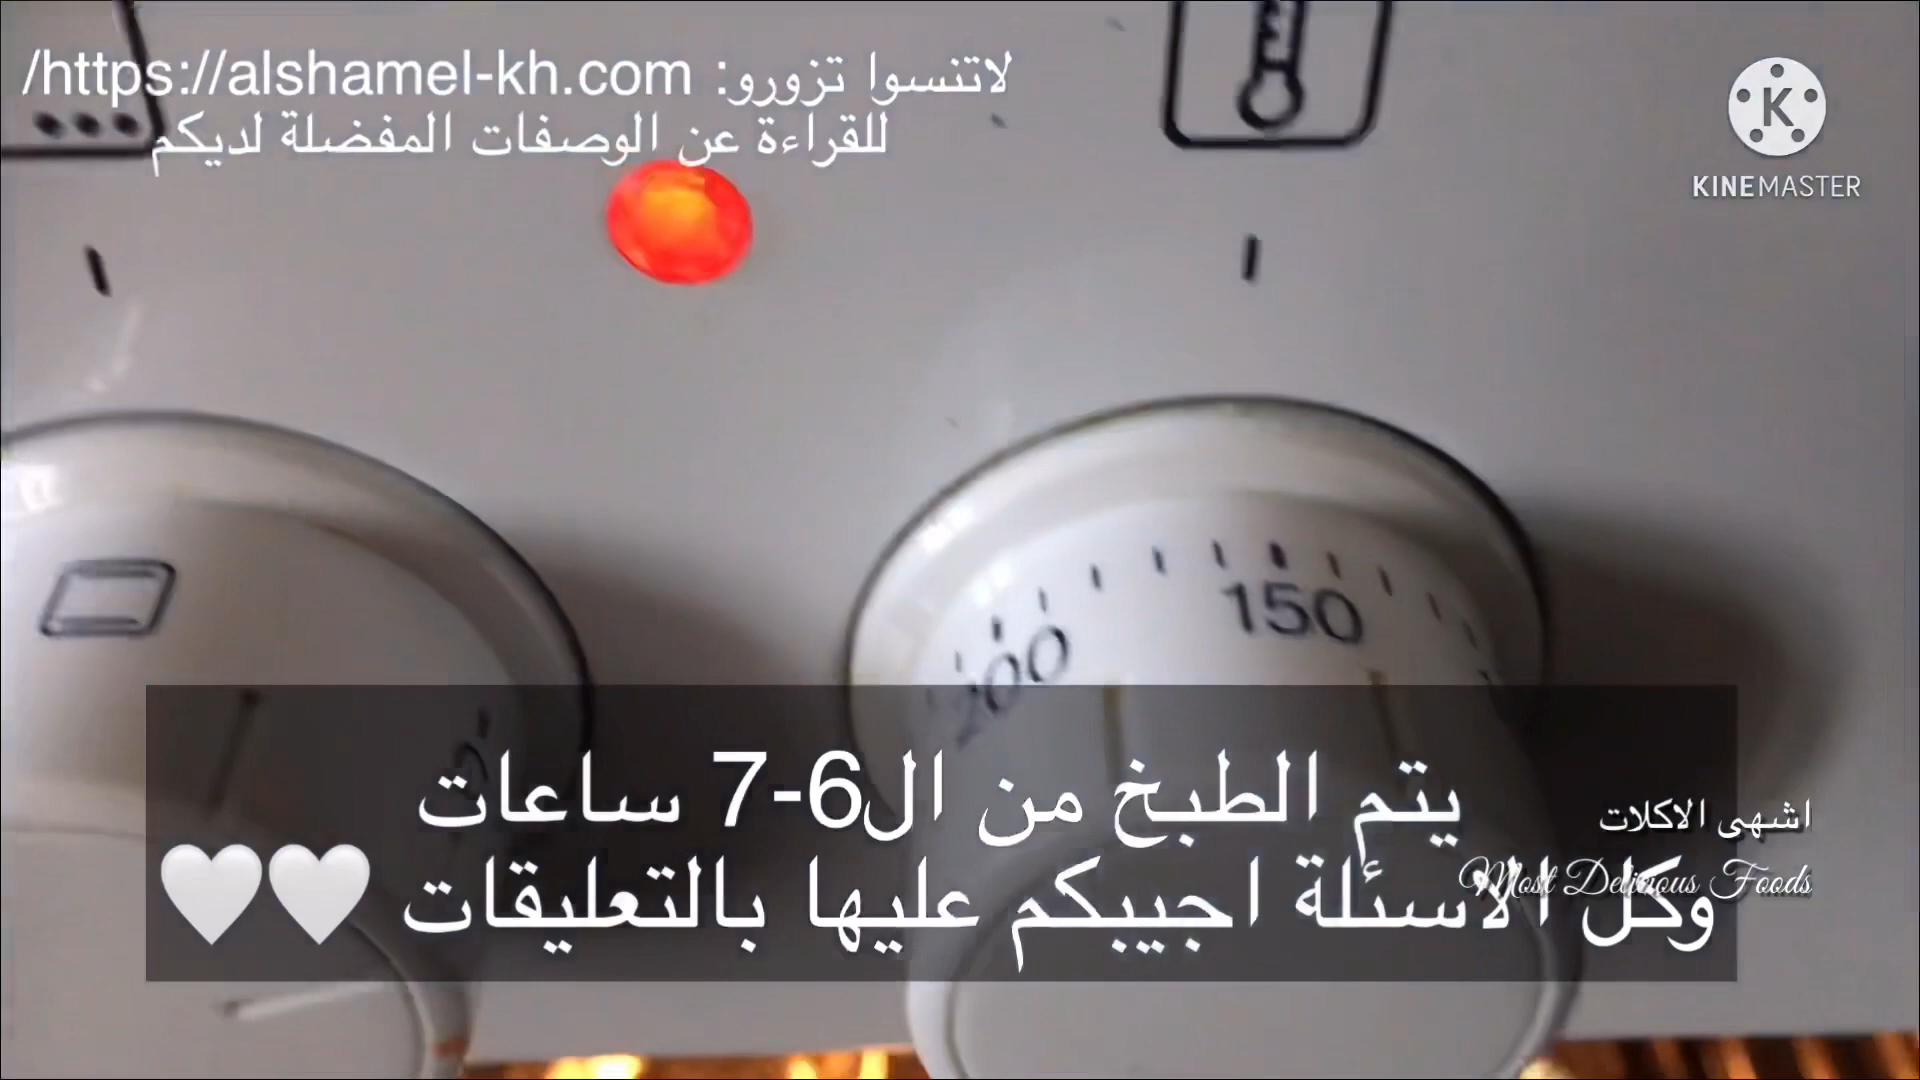 لاتنسوا تزورو: https://alshamel-kh.com/
للقراءة عن الوصفات المفضلة لديكم
K
KINEMASTER
150
200
يتم الطبخ من ال6-7 ساعات
وكل الاسئلة اجيبكم عليها بالتعليقات 🤍🤍
اشهى الاكلات
Most Delicious Foods